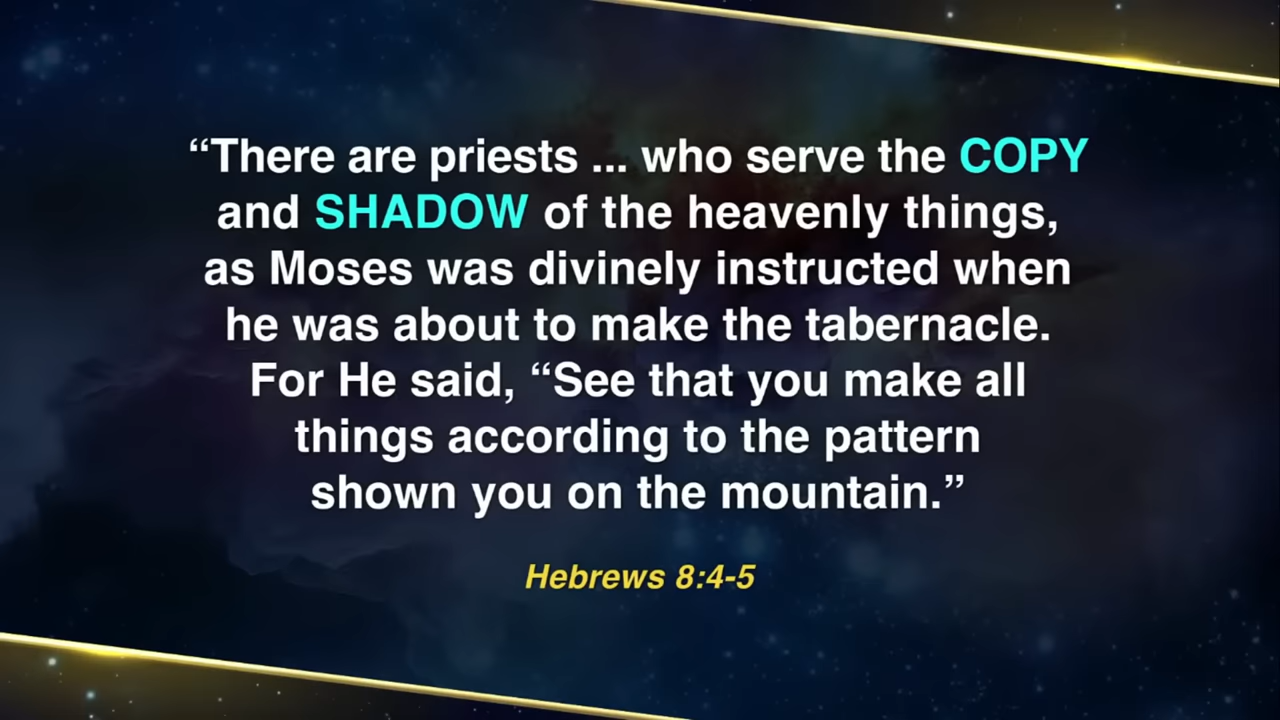 “There are priests ... who serve the COPY
and SHADOW of the heavenly things,
as Moses was divinely instructed when
he was about to make the tabernacle.
For He said, “See that you make all
things according to the pattern
shown you on the mountain.”
Hebrews 8:4-5